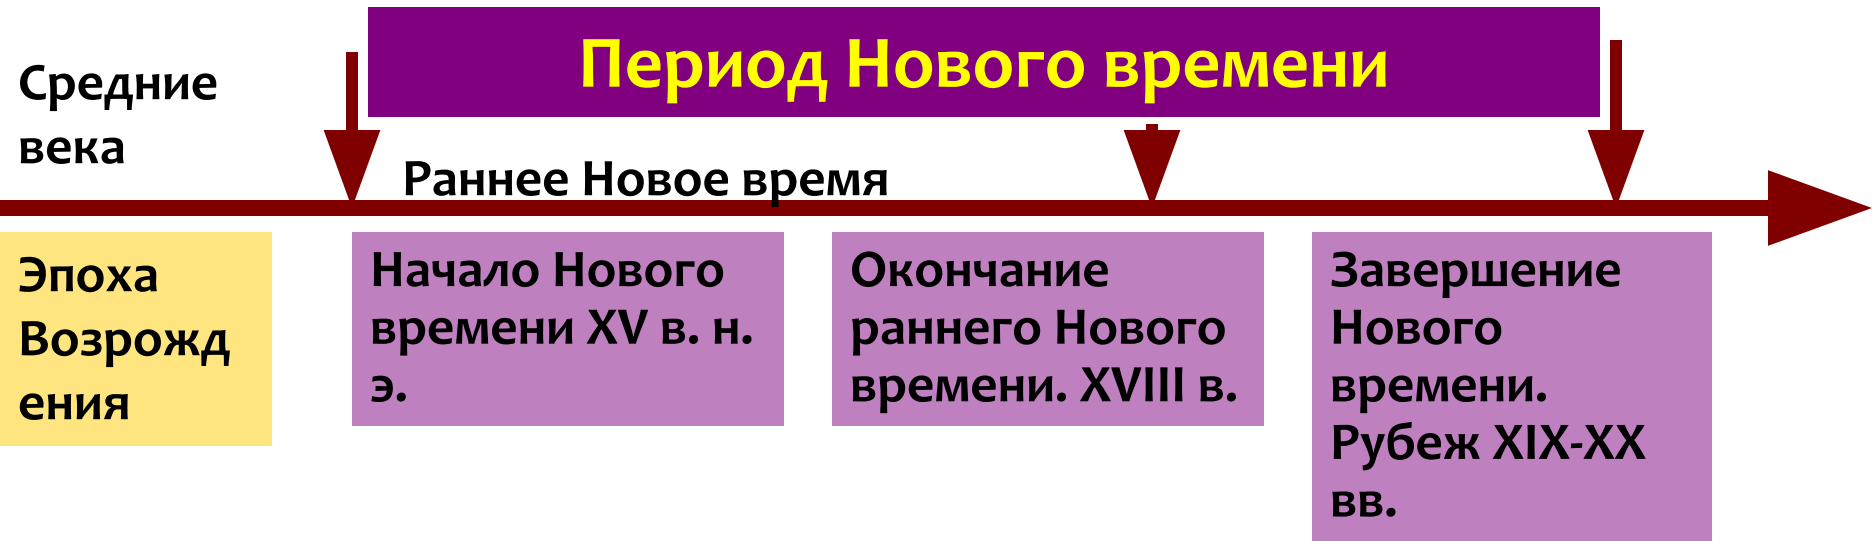 Период Нового времени
Средние
века
Раннее Новое время
Эпоха
Возрожд
ения
Начало Нового
времени XV в. н.
э.
Окончание
раннего Нового
времени. XVIII в.
Завершение
Нового
времени.
Рубеж XIX-XX
вв.